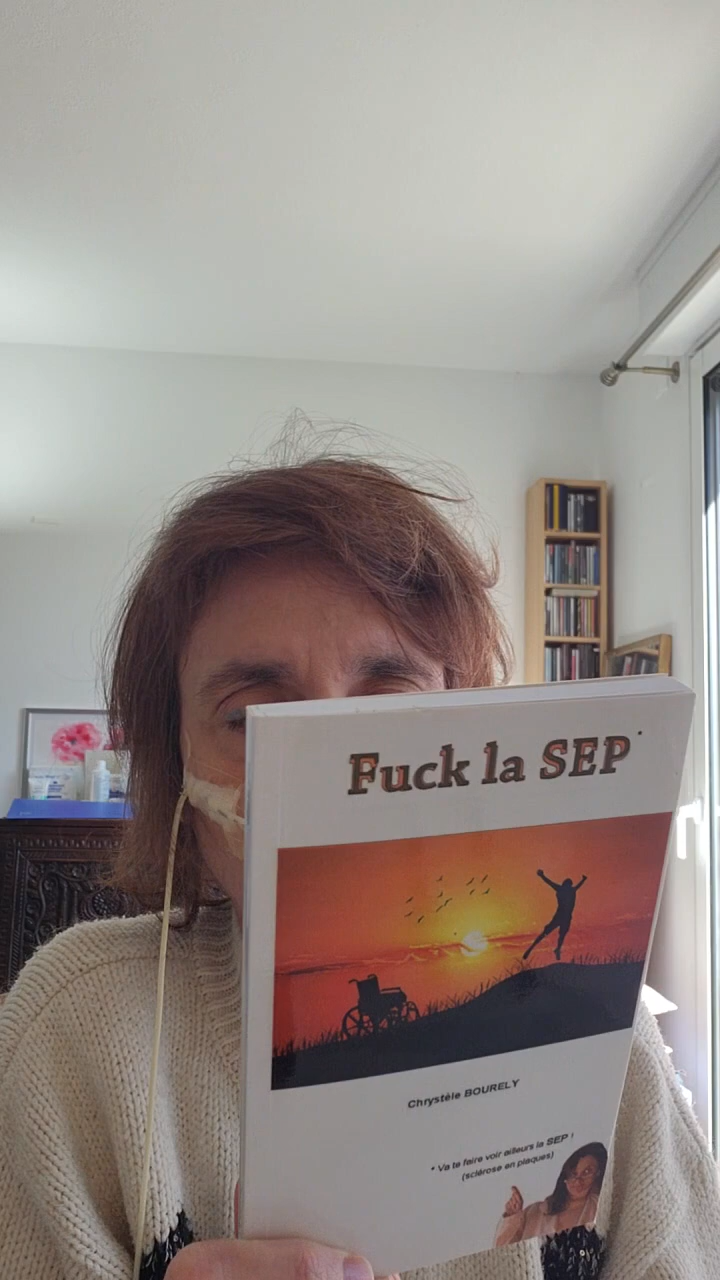 Fuck la SEP*
Chrystèle BOURELY
* Va te faire voir ailleurs la SEP !
(sclérose en plaques)